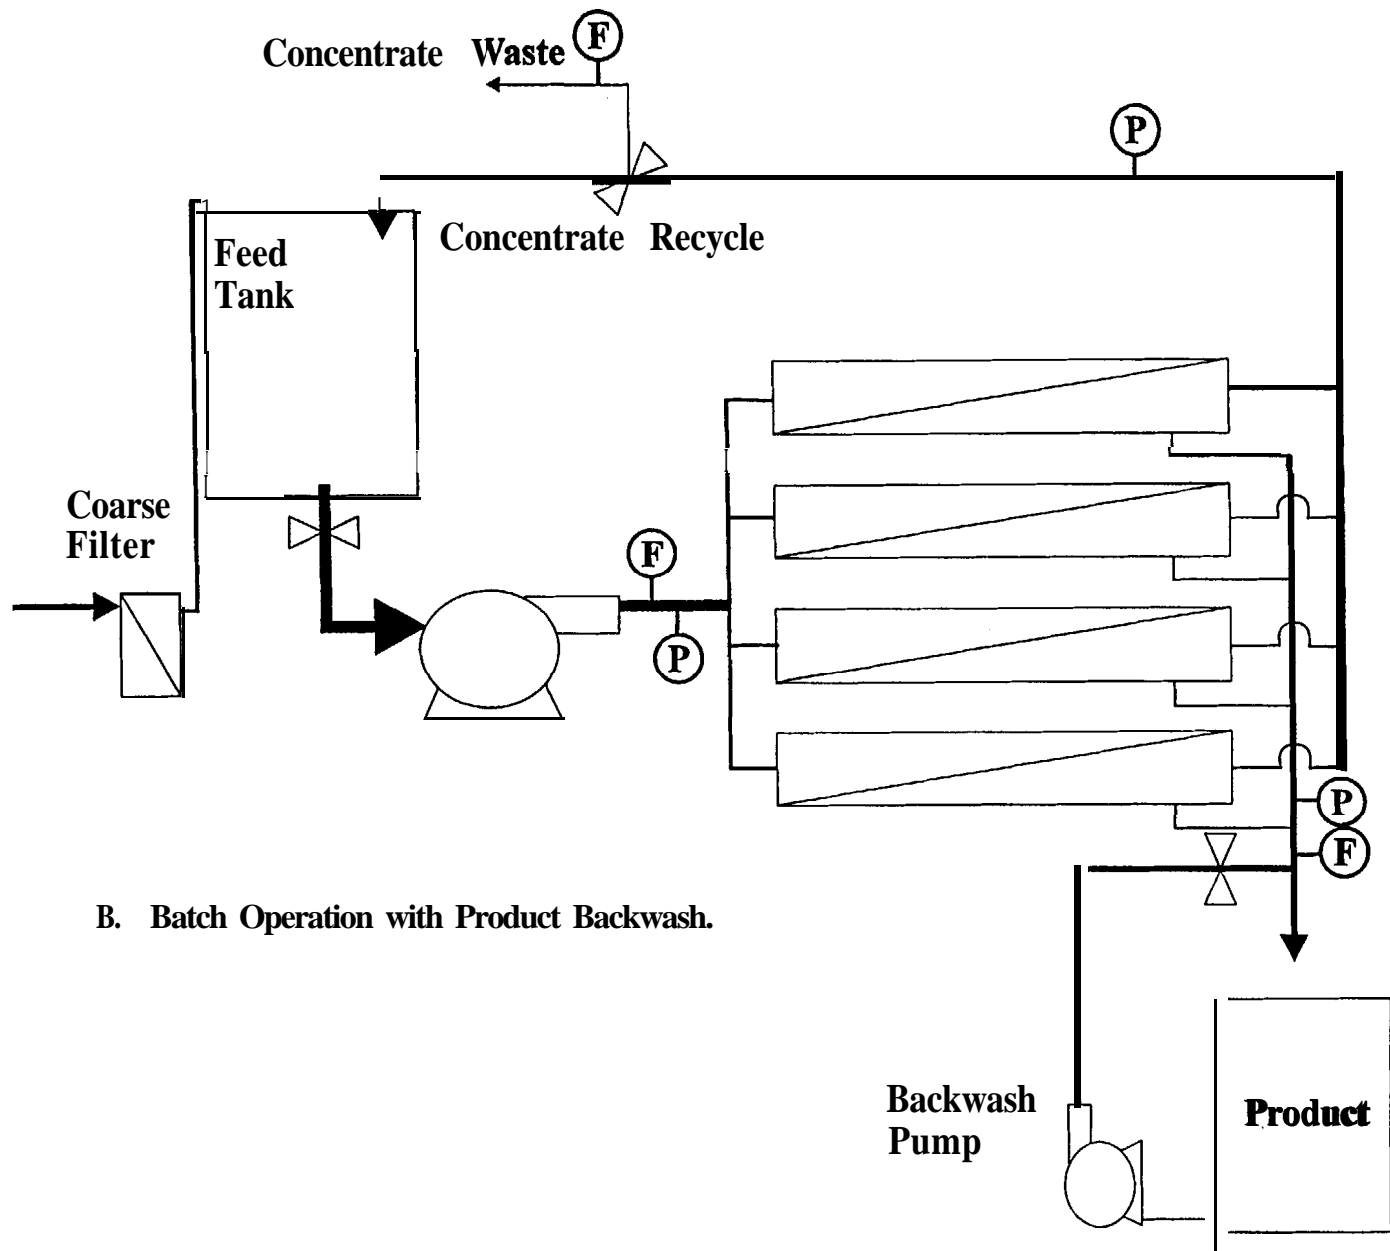 Concentrate Waste F
P
Concentrate Recycle
Feed
Tank
Coarse
Filter
F
P
P
F
B. Batch Operation with Product Backwash.
Backwash
Pump
Product